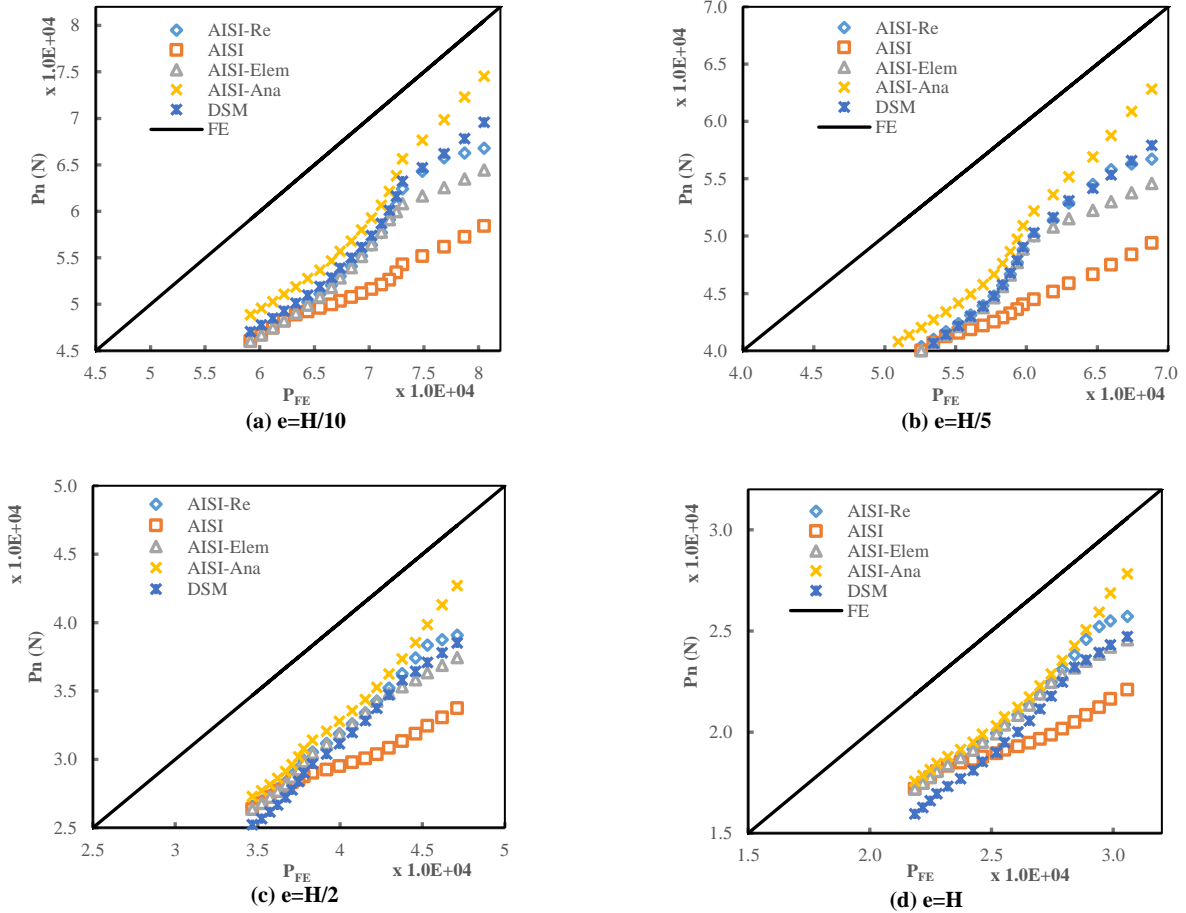 x 1.0E+04
Pn (N)
8
7.5
7
6.5
6
5.5
5
4.5
AISI-Re
AISI
AISI-Elem
AISI-Ana
DSM
FE
4.5 5 5.5 6 6.5 7 7.5 8
P_FE x 1.0E+04
(a) e=H/10
x 1.0E+04
Pn (N)
7.0
6.5
6.0
5.5
5.0
4.5
4.0
AISI-Re
AISI
AISI-Elem
AISI-Ana
DSM
FE
4.0 4.5 5.0 5.5 6.0 6.5 7.0
P_FE x 1.0E+04
(b) e=H/5
x 1.0E+04
Pn (N)
5.0
4.5
4.0
3.5
3.0
2.5
AISI-Re
AISI
AISI-Elem
AISI-Ana
DSM
2.5 3 3.5 4 4.5 5
P_FE x 1.0E+04
(c) e=H/2
x 1.0E+04
Pn (N)
3.0
2.5
2.0
1.5
AISI-Re
AISI
AISI-Elem
AISI-Ana
DSM
FE
1.5 2.0 2.5 3.0
P_FE x 1.0E+04
(d) e=H